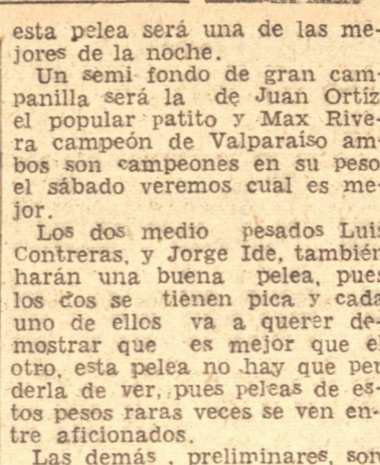 esta pelea será una de las me-
jores de la noche.
Un semi fondo de gran cam-
panilla será la de Juan Ortíz
el popular patito y Max Rive-
ra campeón de Valparaíso am-
bos son campeones en su peso
el sábado veremos cual es me-
jor.
Los dos medio pesados Luis
Contreras, y Jorge Ide, también
harán una buena pelea, pues
los dos se tienen pica y cada
uno de ellos va a querer de-
mostrar que es mejor que el
otro, esta pelea no hay que per
derla de ver, pues peleas de es-
tos pesos raras veces se ven en-
tre aficionados.
Las demás, preliminares, son